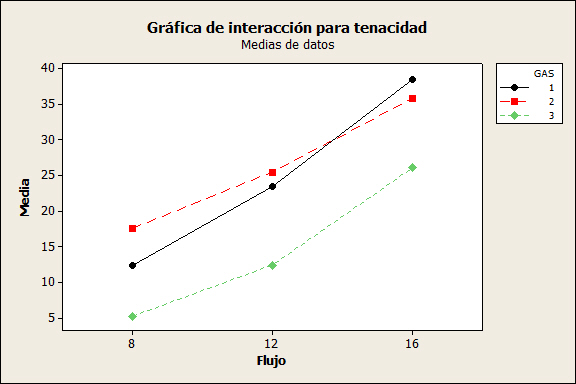 Gráfica de interacción para tenacidad
Medias de datos
40
35
30
25
20
15
10
5
Media
8
12
16
Flujo
GAS
1
2
3